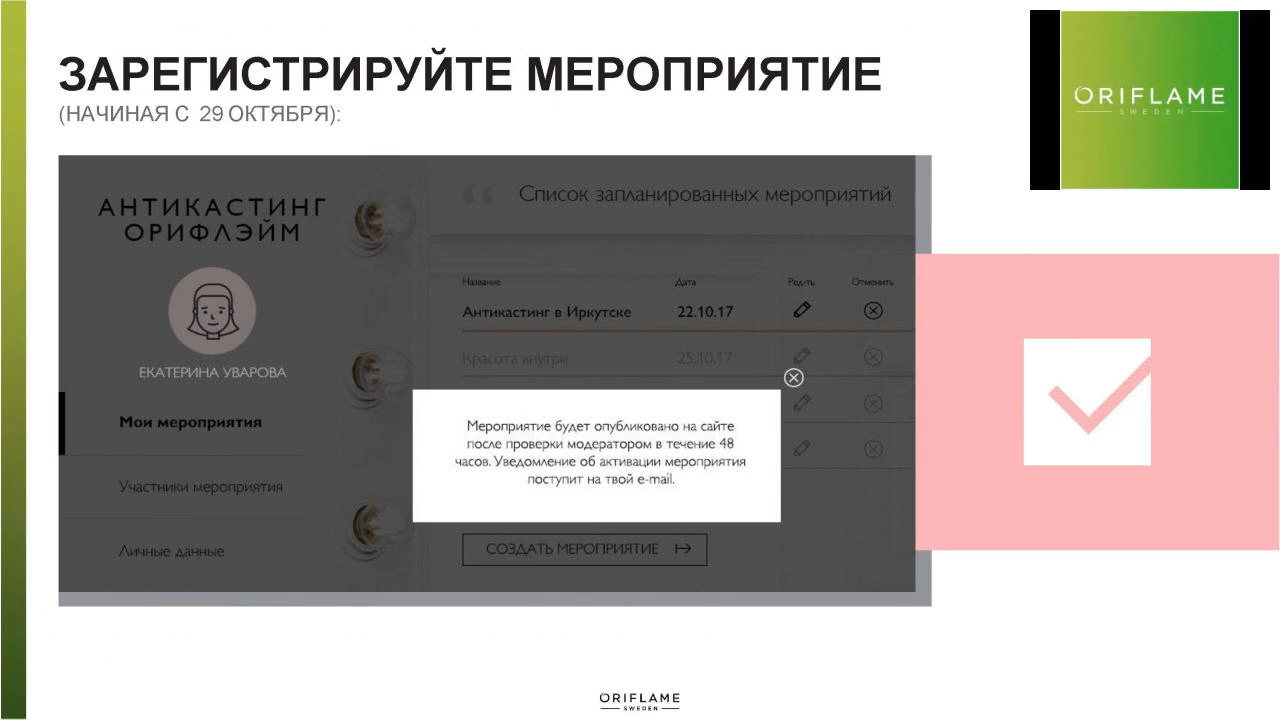 ЗАРЕГИСТРИРУЙТЕ МЕРОПРИЯТИЕ
(НАЧИНАЯ С 29 ОКТЯБРЯ):
ORIFLAME
SWEDEN
АНТИКАСТИНГ
ОРИФЛЭЙМ
ЕКАТЕРИНА УВАРОВА
Мои мероприятия
Участники мероприятия
Личные данные
“ Список запланированных мероприятий
Название Дата Ред-ть Отменить
Антикастинг в Иркутске 22.10.17
Красота внутри 25.10.17
Мероприятие будет опубликовано на сайте
после проверки модератором в течение 48
часов. Уведомление об активации мероприятия
поступит на твой e-mail.
СОЗДАТЬ МЕРОПРИЯТИЕ
ORIFLAME
SWEDEN